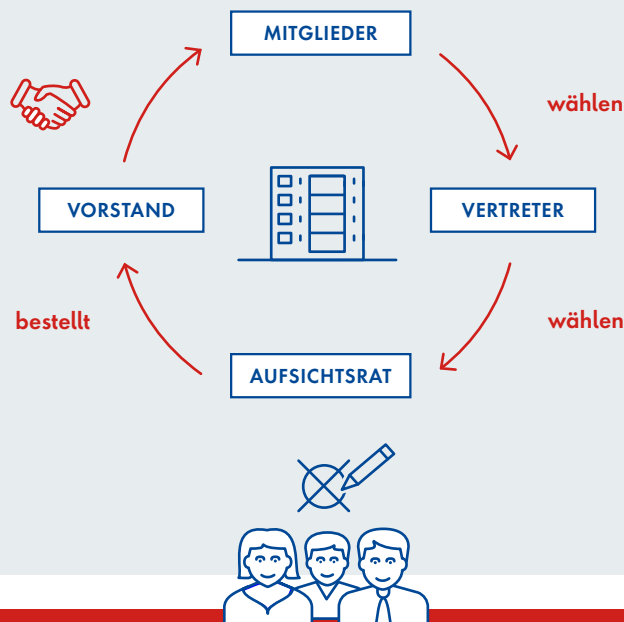 MITGLIEDER
wählen
VORSTAND
VERTRETER
bestellt
wählen
AUFSICHTSRAT